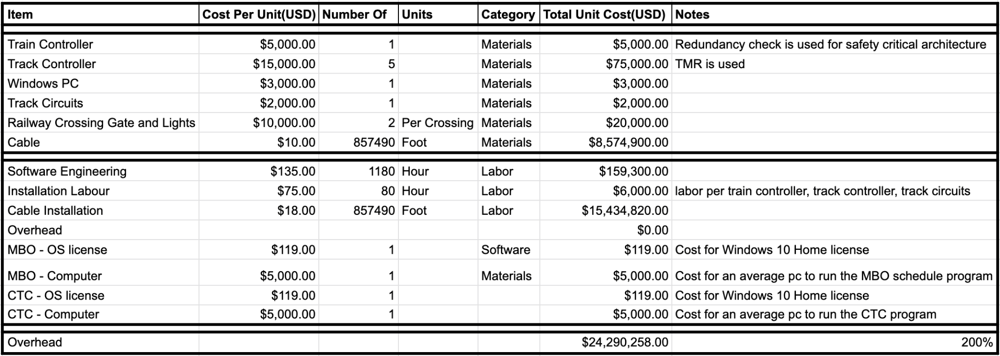 Item Cost Per Unit(USD) Number Of Units Category Total Unit Cost(USD) Notes
Train Controller $5,000.00 1 Materials $5,000.00 Redundancy check is used for safety critical architecture
Track Controller $15,000.00 5 Materials $75,000.00 TMR is used
Windows PC $3,000.00 1 Materials $3,000.00
Track Circuits $2,000.00 1 Materials $2,000.00
Railway Crossing Gate and Lights $10,000.00 2 Per Crossing Materials $20,000.00
Cable $10.00 857490 Foot Materials $8,574,900.00
Software Engineering $135.00 1180 Hour Labor $159,300.00
Installation Labour $75.00 80 Hour Labor $6,000.00 labor per train controller, track controller, track circuits
Cable Installation $18.00 857490 Foot Labor $15,434,820.00
Overhead $0.00
MBO - OS license $119.00 1 Software $119.00 Cost for Windows 10 Home license
MBO - Computer $5,000.00 1 Materials $5,000.00 Cost for an average pc to run the MBO schedule program
CTC - OS license $119.00 1 $119.00 Cost for Windows 10 Home license
CTC - Computer $5,000.00 1 $5,000.00 Cost for an average pc to run the CTC program
Overhead $24,290,258.00 200%